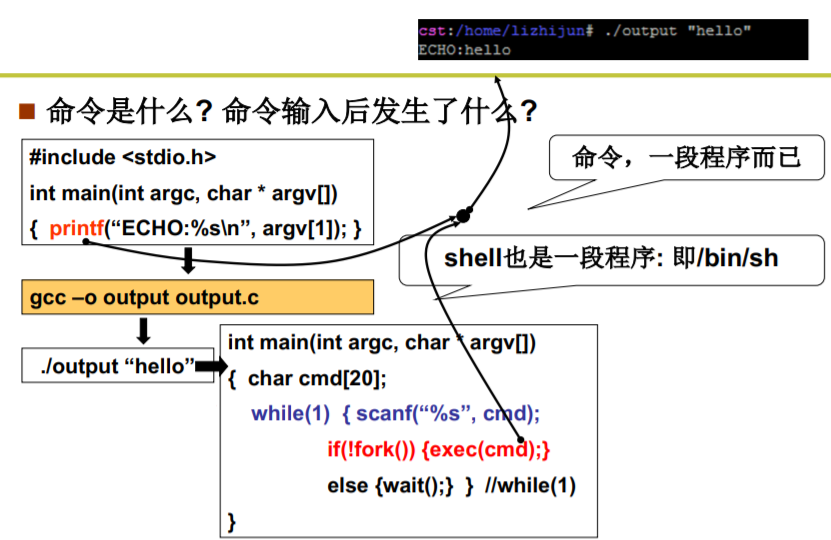 cst:/home/lizhijun# ./output "hello"
ECHO:hello
命令是什么? 命令输入后发生了什么?
#include <stdio.h>
int main(int argc, char * argv[])
{ printf(“ECHO:%s\n”, argv[1]); }
命令，一段程序而已
shell也是一段程序: 即/bin/sh
gcc –o output output.c
./output “hello”
int main(int argc, char * argv[])
{ char cmd[20];
while(1) { scanf(“%s”, cmd);
if(!fork()) {exec(cmd);}
else {wait();} } //while(1)
}